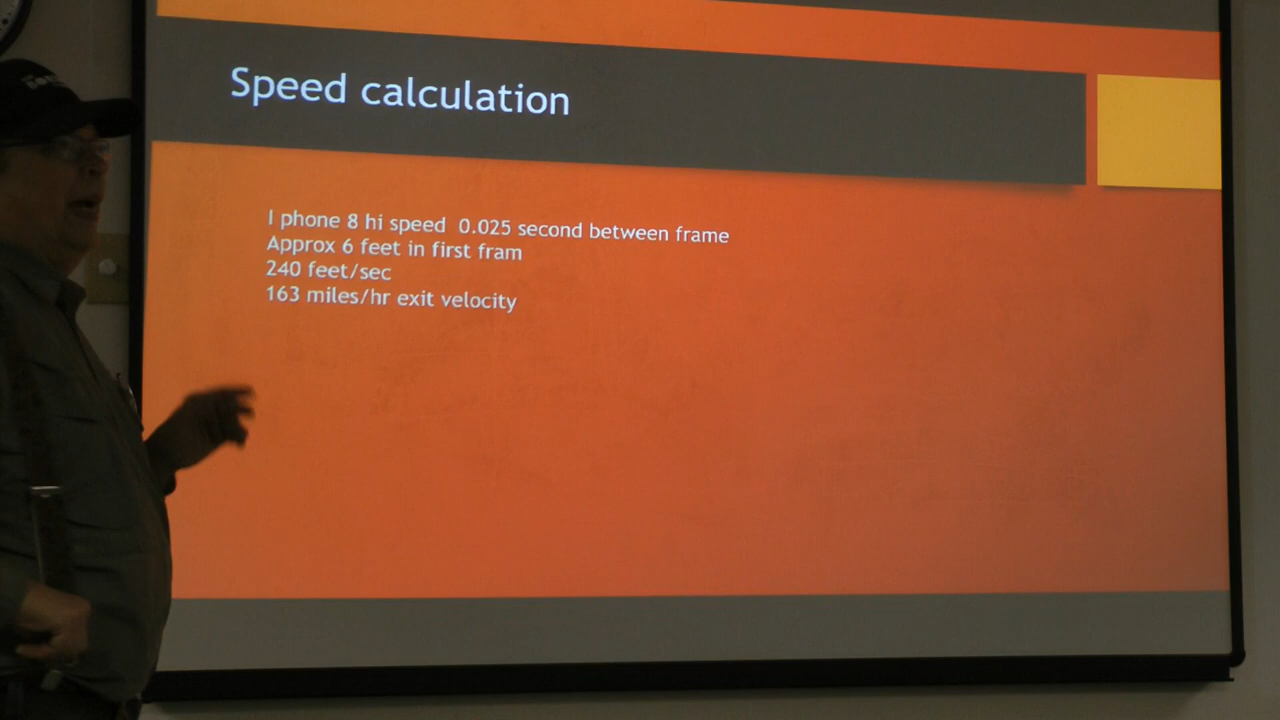 Speed calculation
I phone 8 hi speed 0.025 second between frame
Approx 6 feet in first fram
240 feet/sec
163 miles/hr exit velocity